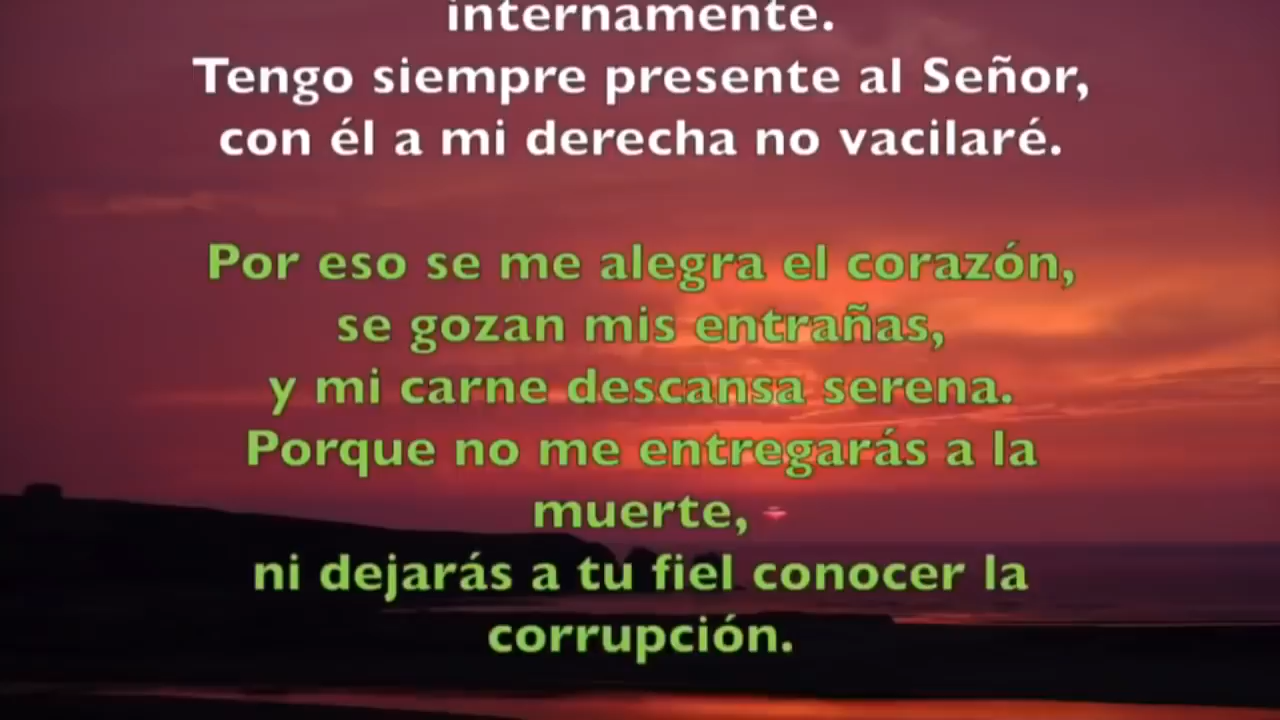 internamente.
Tengo siempre presente al Señor,
con él a mi derecha no vacilaré.
Por eso se me alegra el corazón,
se gozan mis entrañas,
y mi carne descansa serena.
Porque no me entregarás a la
muerte,
ni dejarás a tu fiel conocer la
corrupción.